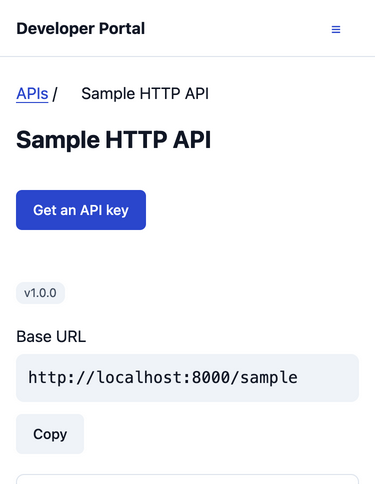 Developer Portal
APIs / Sample HTTP API
Sample HTTP API
Get an API key
v1.0.0
Base URL
http://localhost:8000/sample
Copy